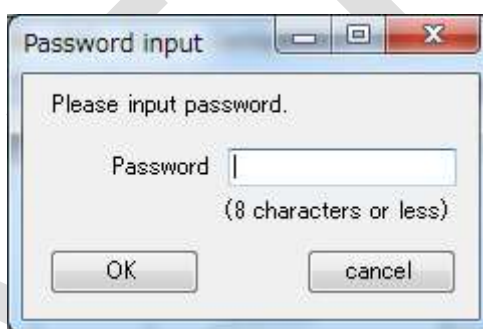 Password input
Please input password.
Password
(8 characters or less)
OK
cancel